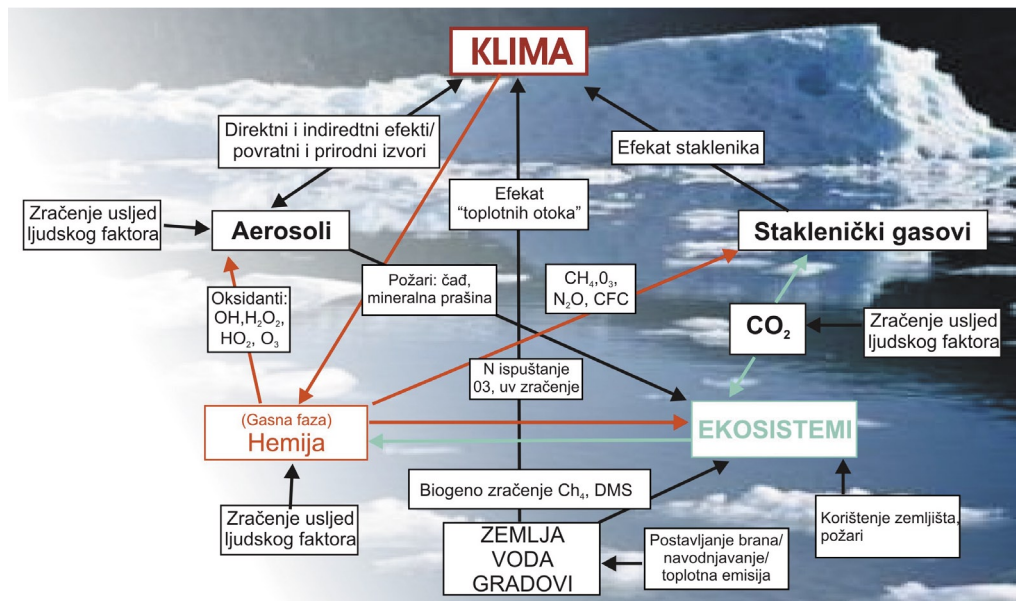 KLIMA
Direktni i indiredtni efekti/
povratni i prirodni izvori
Efekat staklenika
Efekat
“toplotnih otoka”
Zračenje usljed
ljudskog faktora
Aerosoli
Staklenički gasovi
Požari: čađ,
mineralna prašina
CH₄,0₃,
N₂O, CFC
Oksidanti:
OH,H₂O₂,
HO₂, O₃
CO₂
Zračenje usljed
ljudskog faktora
N ispuštanje
03, uv zračenje
(Gasna faza)
Hemija
EKOSISTEMI
Biogeno zračenje Ch₄, DMS
Zračenje usljed
ljudskog faktora
Korištenje zemljišta,
požari
ZEMLJA
VODA
GRADOVI
Postavljanje brana/
navodnjavanje/
toplotna emisija